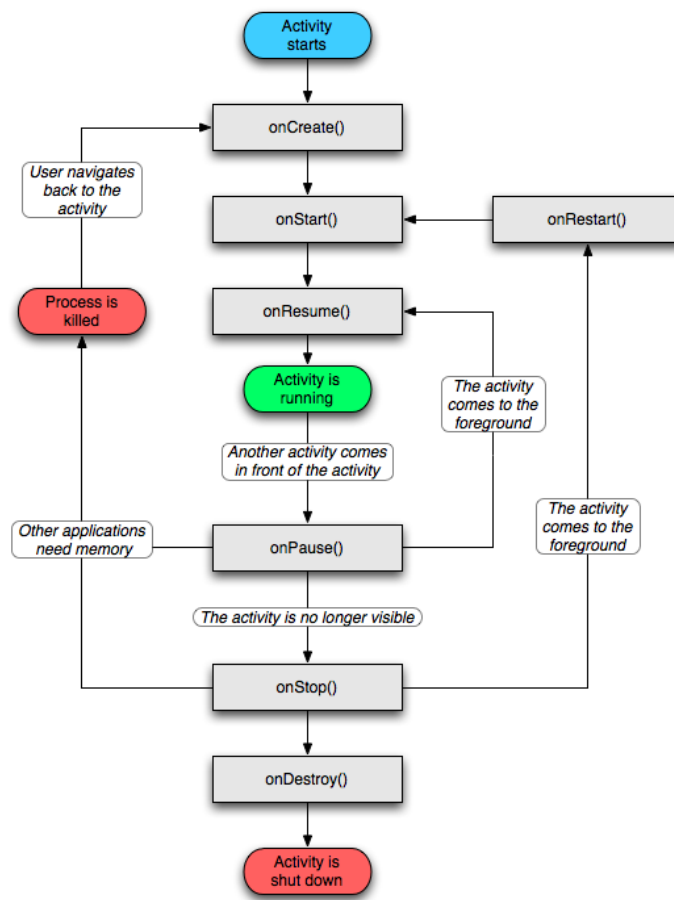 Activity
starts
onCreate()
User navigates
back to the
activity
onStart()
onRestart()
Process is
killed
onResume()
Activity is
running
The activity
comes to the
foreground
Another activity comes
in front of the activity
The activity
comes to the
foreground
Other applications
need memory
onPause()
The activity is no longer visible
onStop()
onDestroy()
Activity is
shut down